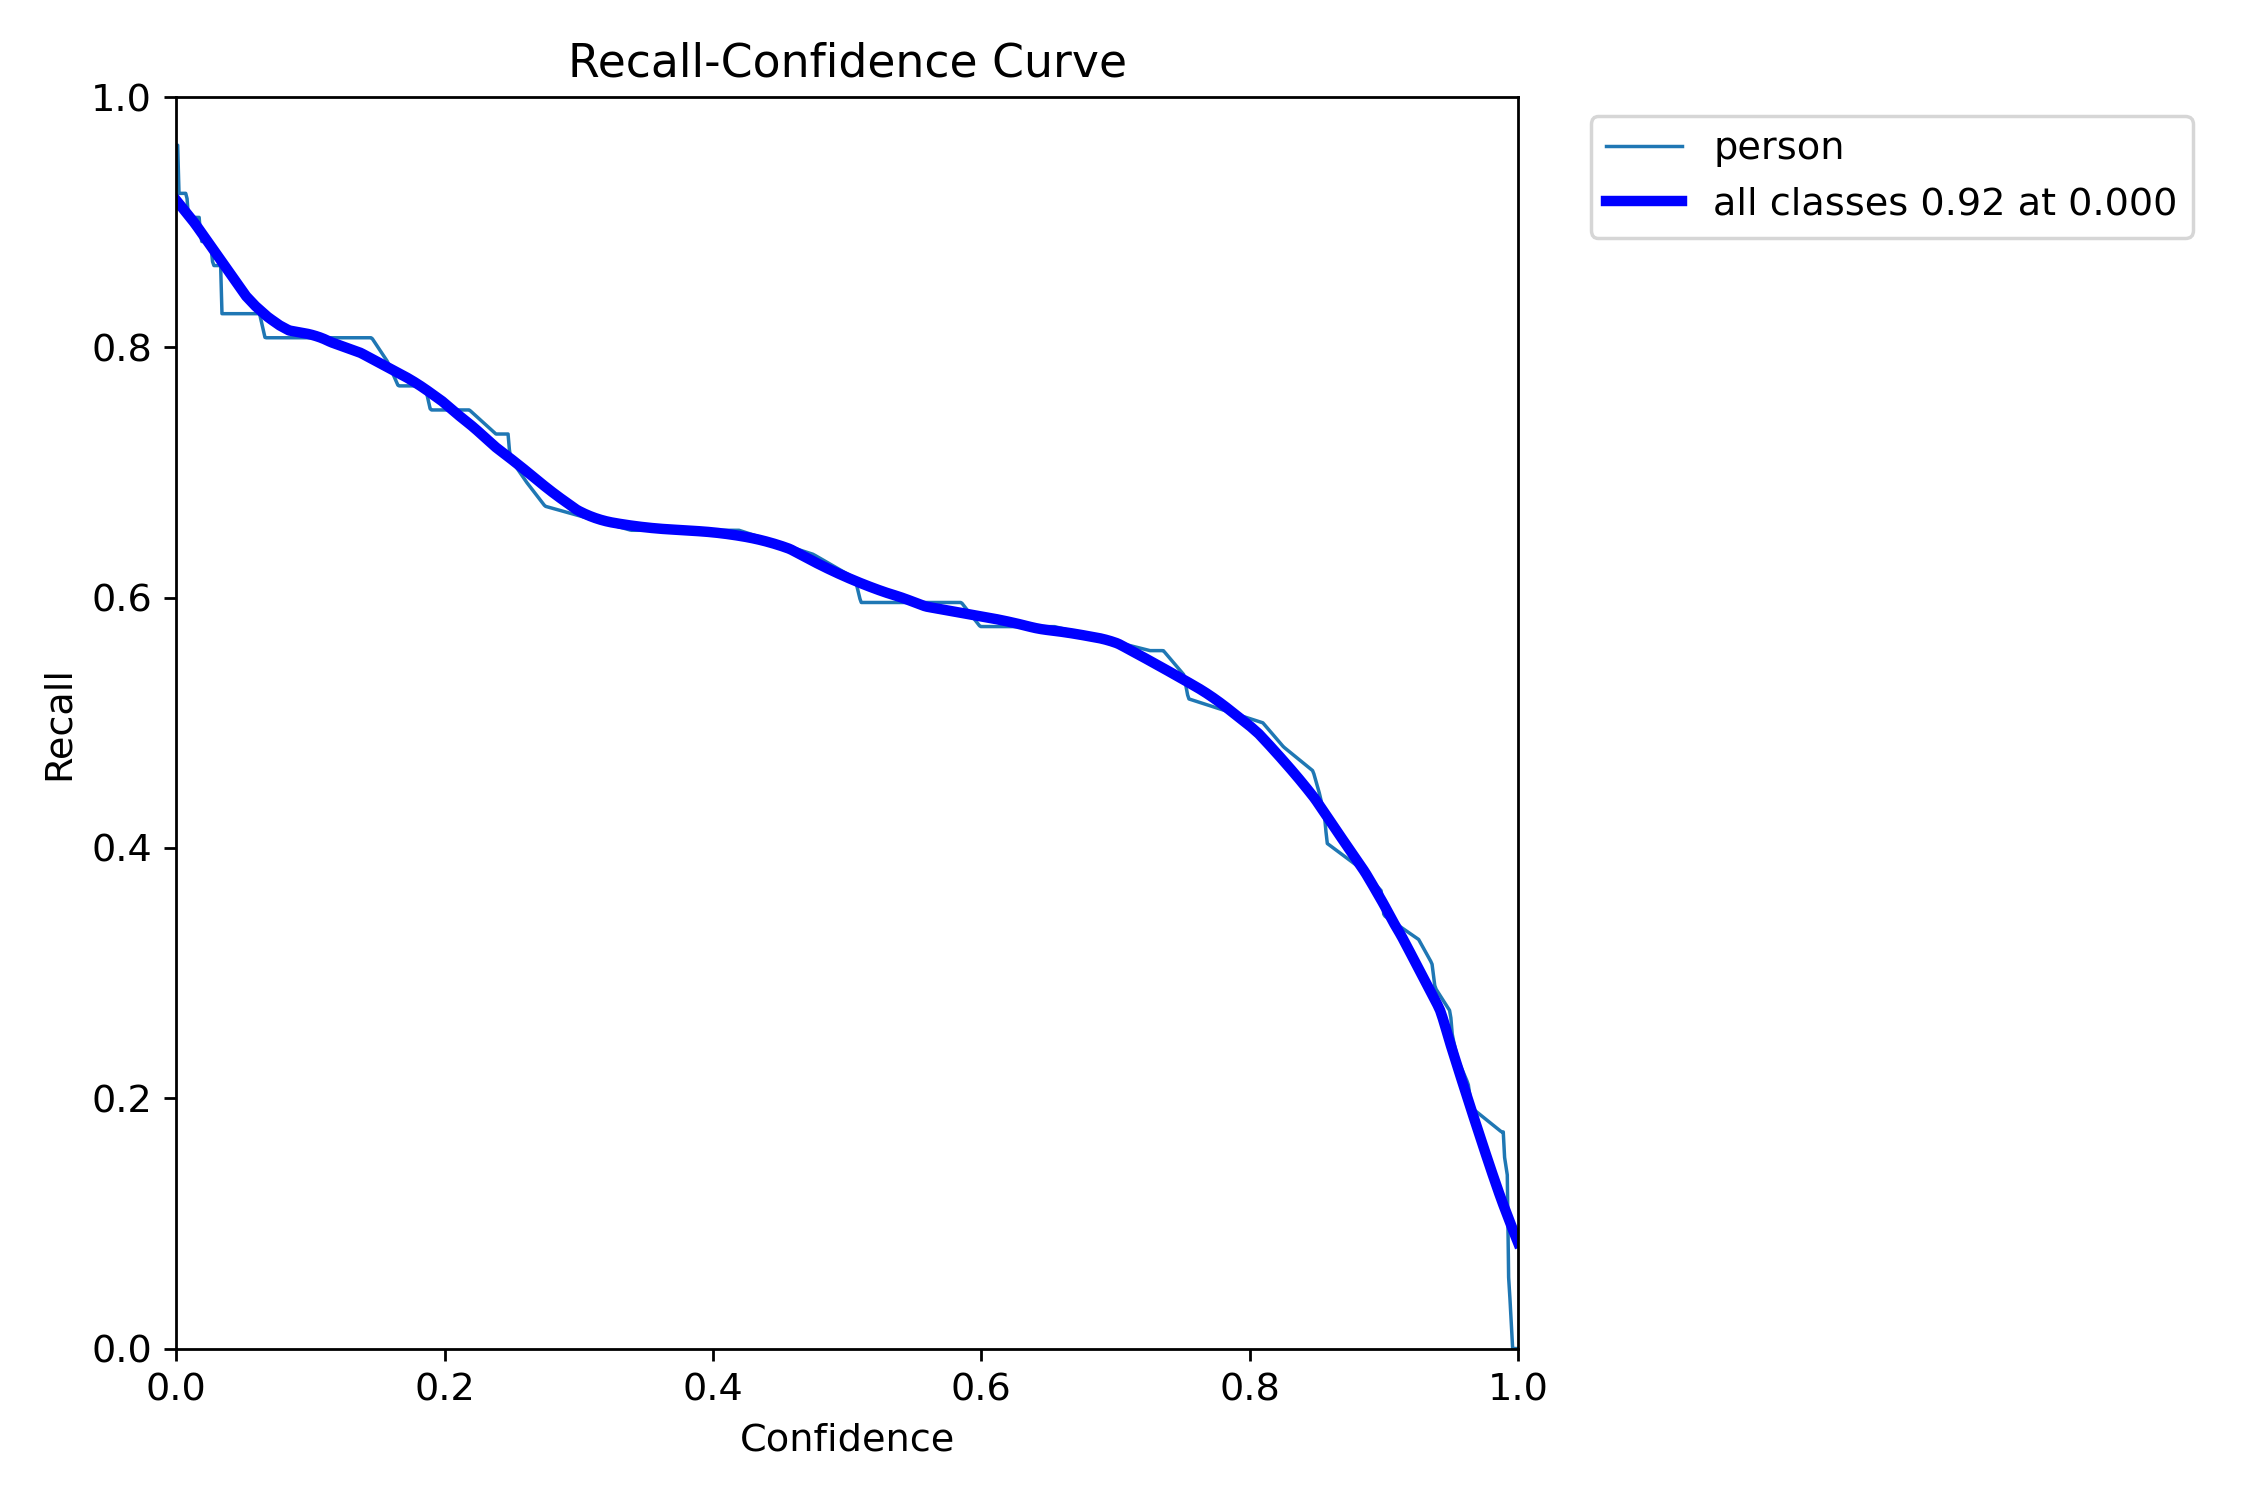 Recall-Confidence Curve
1.0
0.8
0.6
0.4
0.2
0.0
Recall
0.0 0.2 0.4 0.6 0.8 1.0
Confidence
person
all classes 0.92 at 0.000